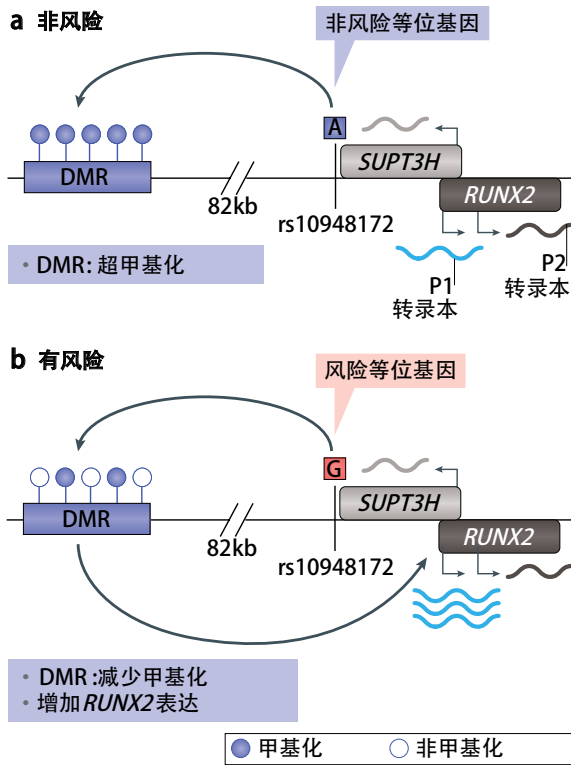 a 非风险
非风险等位基因
A
SUPT3H
DMR
RUNX2
82kb
rs10948172
• DMR: 超甲基化
P1
转录本
P2
转录本
b 有风险
风险等位基因
G
SUPT3H
DMR
RUNX2
82kb
rs10948172
• DMR :减少甲基化
• 增加RUNX2表达
甲基化 非甲基化